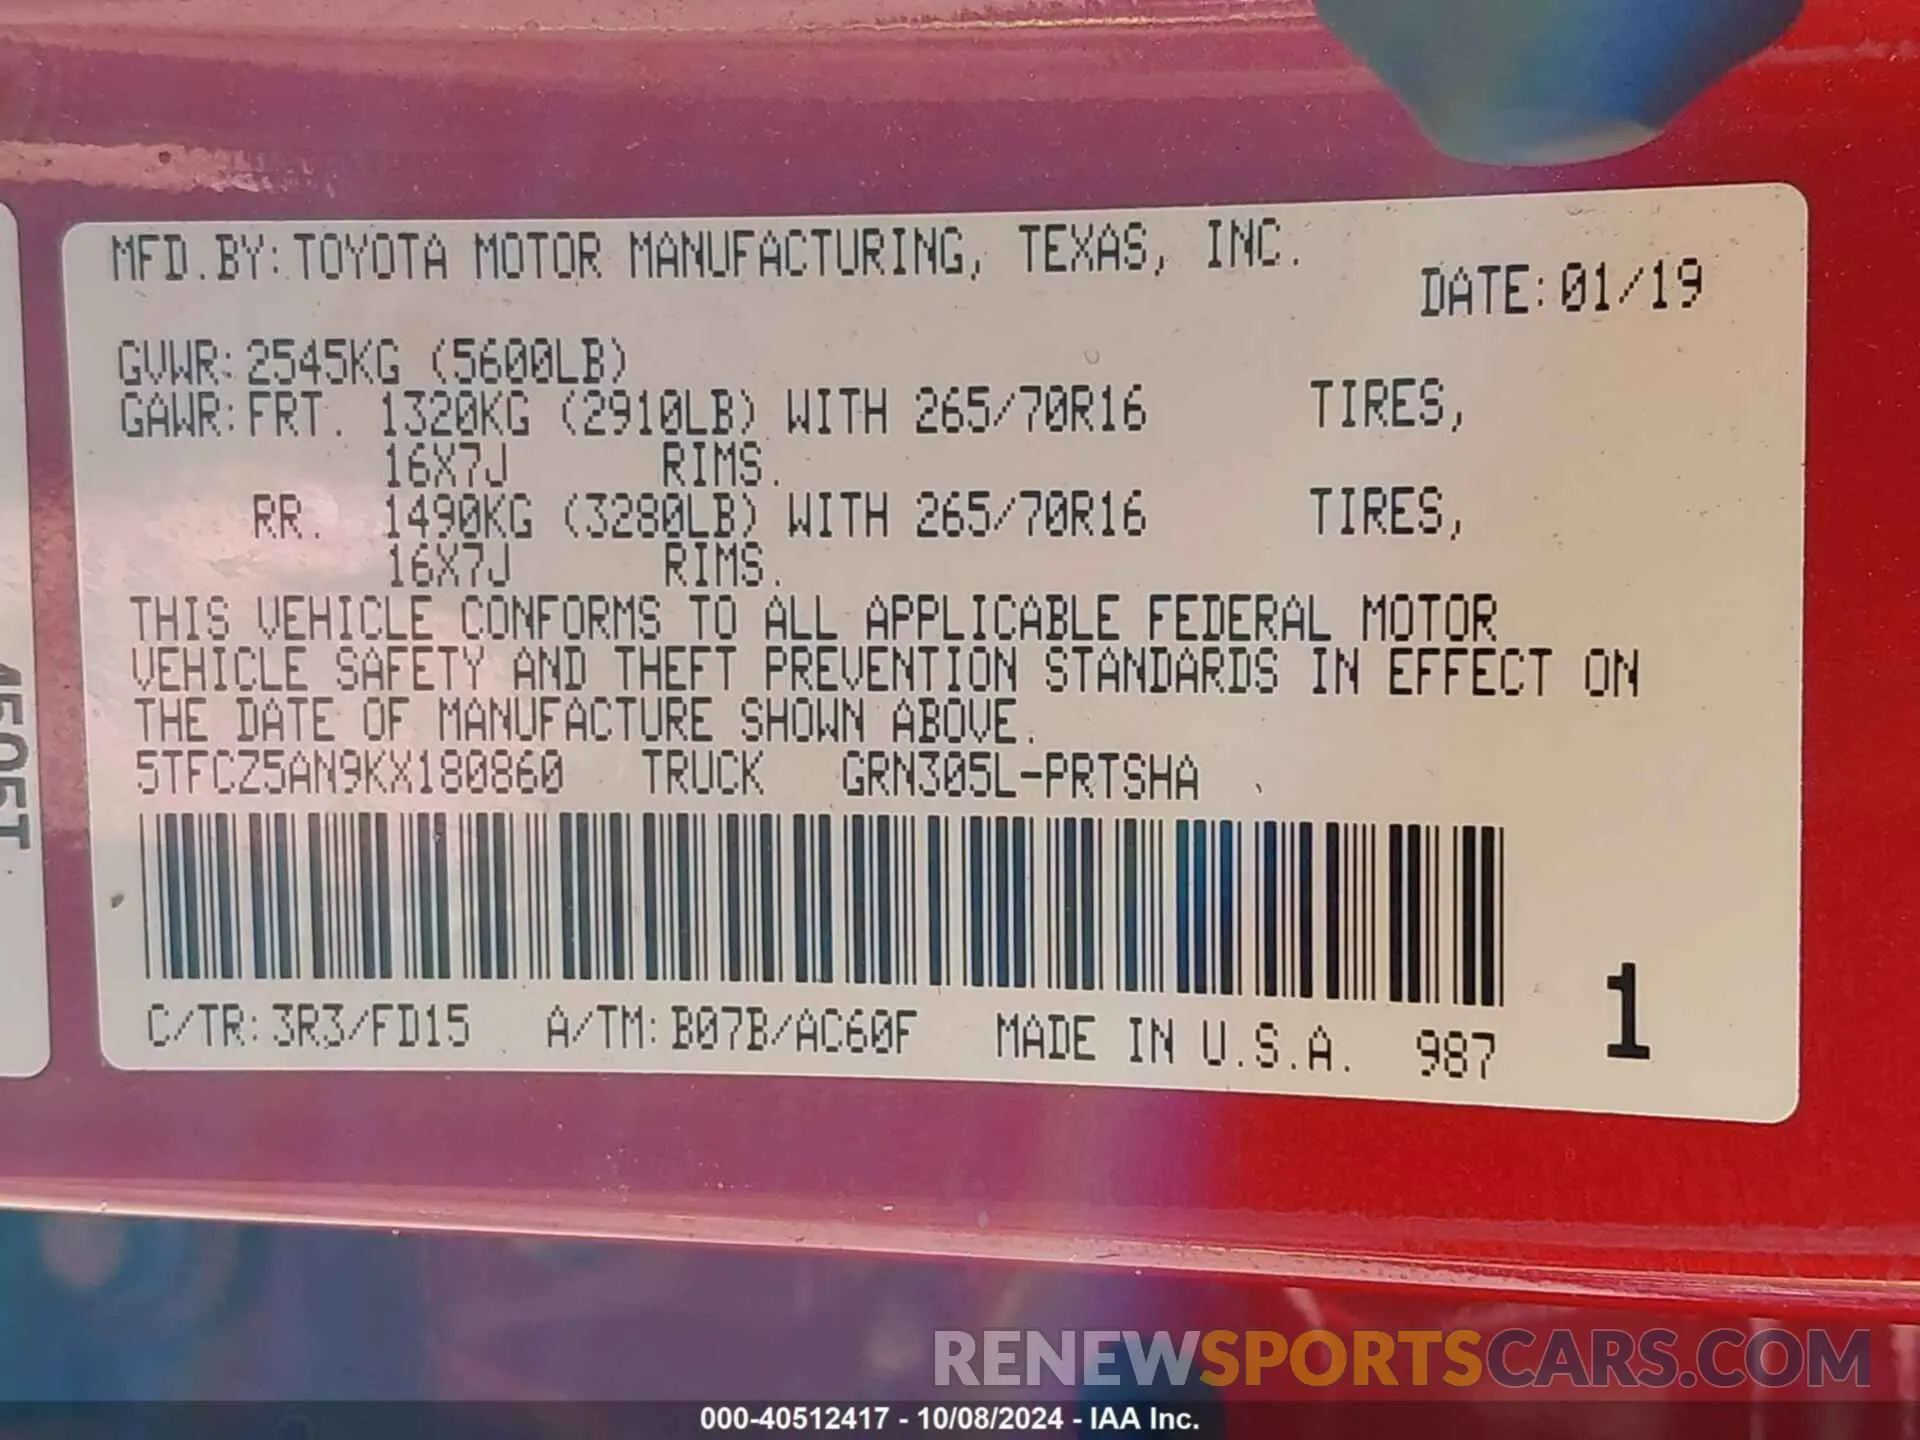 MFD.BY:TOYOTA MOTOR MANUFACTURING, TEXAS, INC.
DATE:01/19
GVWR:2545KG (5600LB)
GAWR:FRT. 1320KG (2910LB) WITH 265/70R16 TIRES,
16X7J RIMS.
RR. 1490KG (3280LB) WITH 265/70R16 TIRES,
16X7J RIMS.
THIS VEHICLE CONFORMS TO ALL APPLICABLE FEDERAL MOTOR
VEHICLE SAFETY AND THEFT PREVENTION STANDARDS IN EFFECT ON
THE DATE OF MANUFACTURE SHOWN ABOVE.
5TFCZ5AN9KX180860 TRUCK GRN305L-PRTSHA
C/TR:3R3/FD15 A/TM:B07B/AC60F MADE IN U.S.A. 987
1
RENEWSPORTSCARS.COM
000-40512417 - 10/08/2024 - IAA Inc.